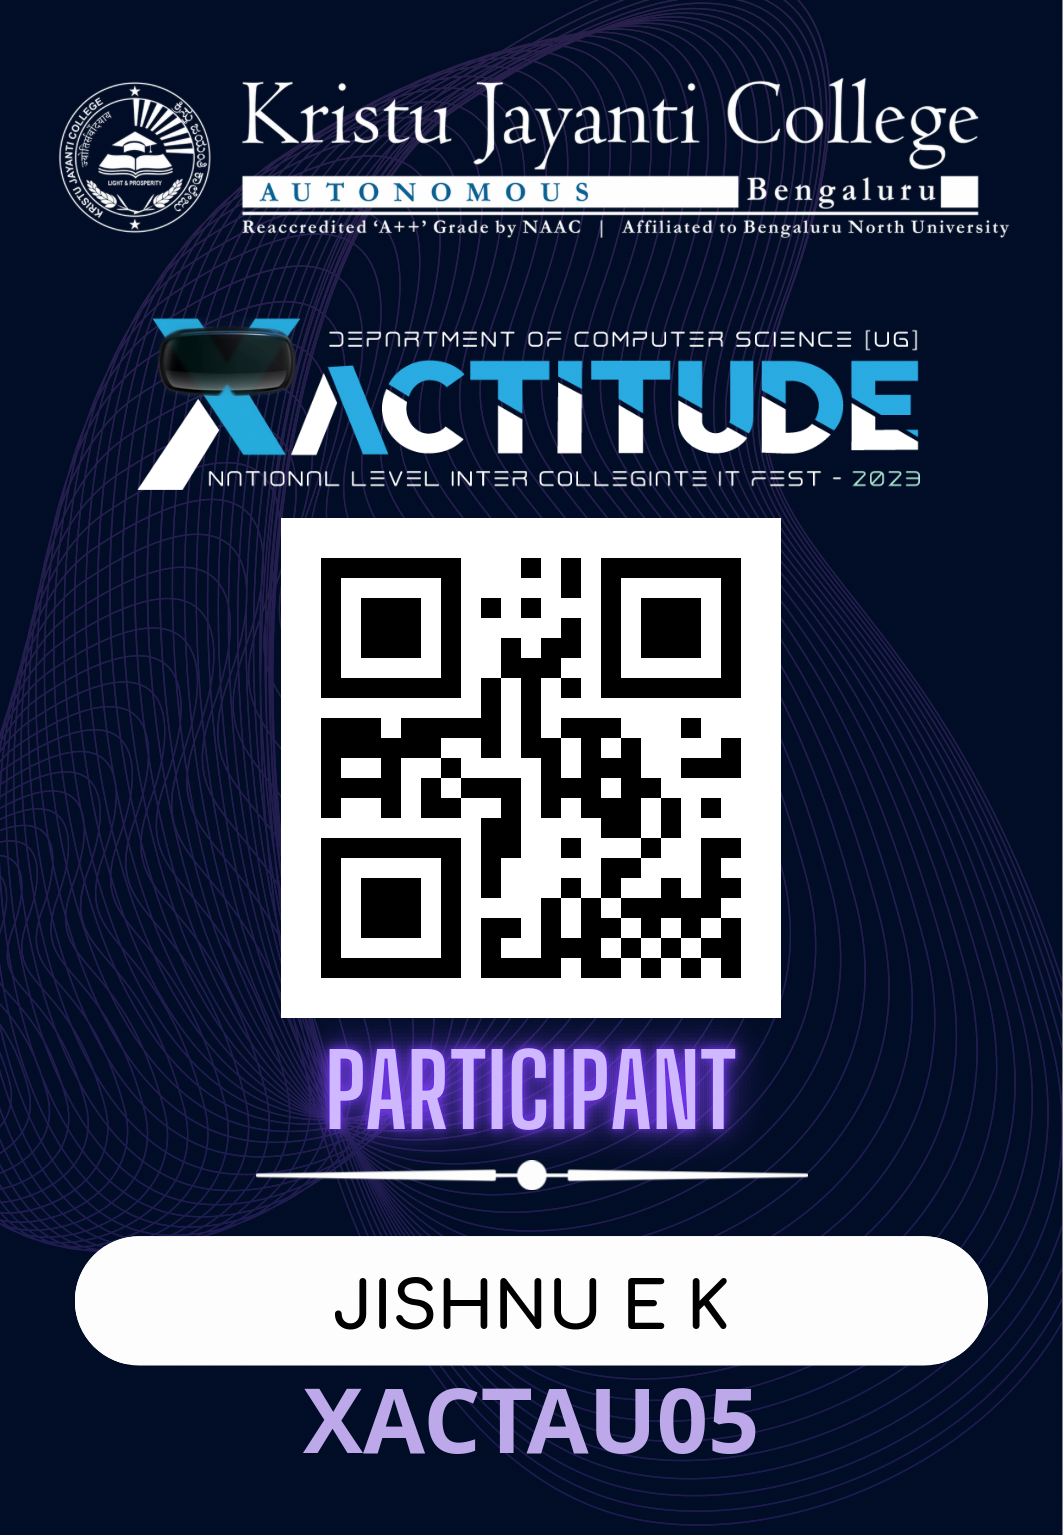 KRISTU JAYANTI COLLEGE
LIGHT & PROSPERITY
Kristu Jayanti College
AUTONOMOUS Bengaluru
Reaccredited ‘A++’ Grade by NAAC | Affiliated to Bengaluru North University
DEPARTMENT OF COMPUTER SCIENCE [UG]
XACTITUDE
NATIONAL LEVEL INTER COLLEGIATE IT FEST - 2023
PARTICIPANT
JISHNU E K
XACTAU05